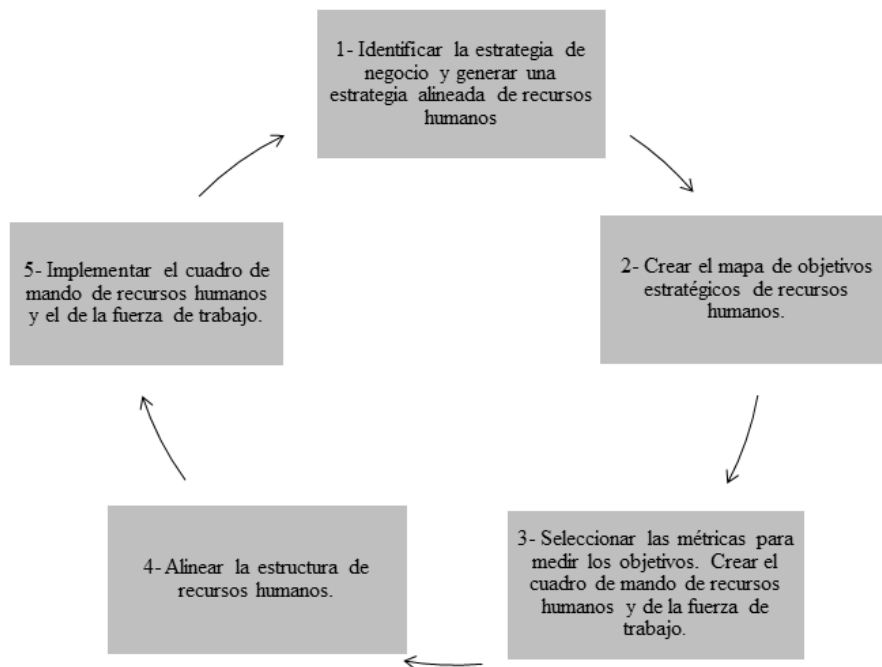 1- Identificar la estrategia de
negocio y generar una
estrategia alineada de recursos
humanos
2- Crear el mapa de objetivos
estratégicos de recursos
humanos.
3- Seleccionar las métricas para
medir los objetivos. Crear el
cuadro de mando de recursos
humanos y de la fuerza de
trabajo.
4- Alinear la estructura de
recursos humanos.
5- Implementar el cuadro de
mando de recursos humanos
y el de la fuerza de trabajo.